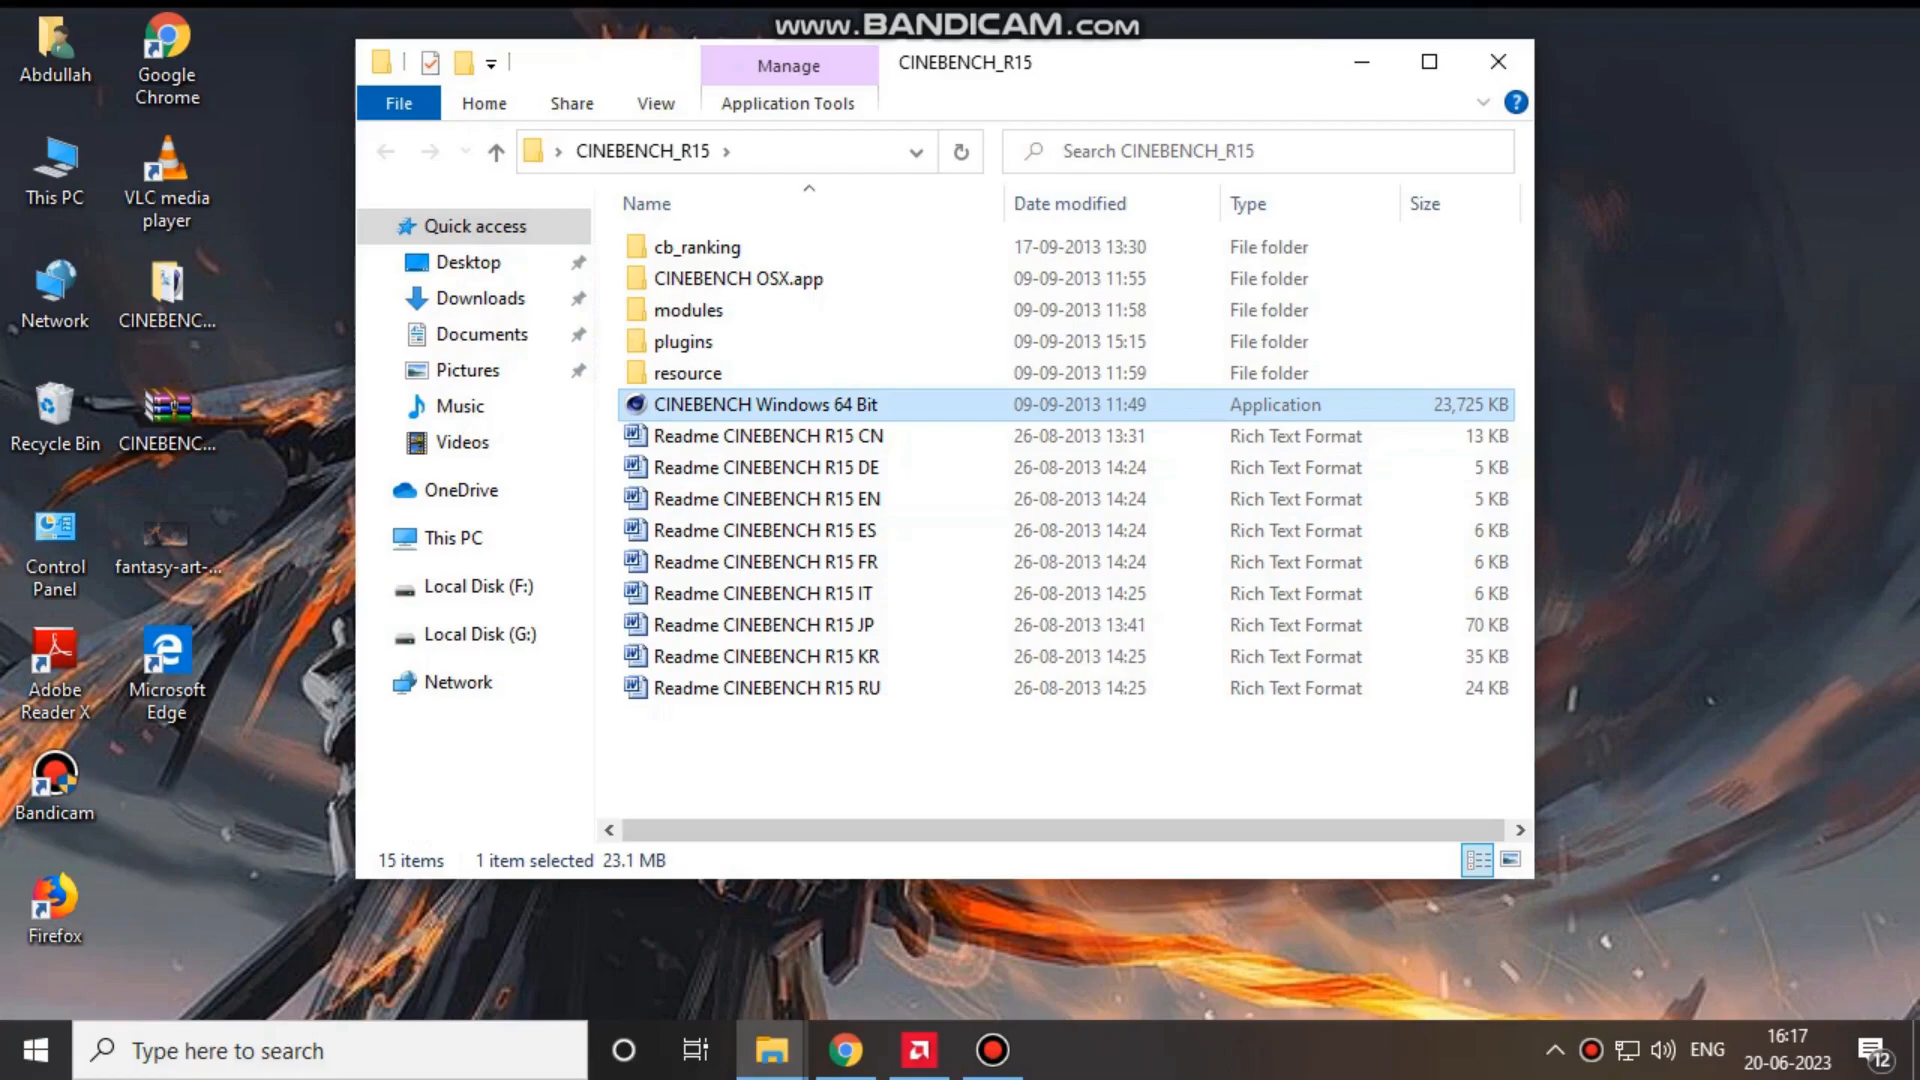 www.BANDICAM.com
Abdullah
Google
Chrome
This PC
VLC media
player
Network
CINEBENC...
Recycle Bin
CINEBENC...
Control
Panel
fantasy-art-...
Adobe
Reader X
Microsoft
Edge
Bandicam
Firefox
Manage
CINEBENCH_R15
File
Home
Share
View
Application Tools
CINEBENCH_R15
Search CINEBENCH_R15
Quick access
Desktop
Downloads
Documents
Pictures
Music
Videos
OneDrive
This PC
Local Disk (F:)
Local Disk (G:)
Network
Name Date modified Type Size
cb_ranking 17-09-2013 13:30 File folder
CINEBENCH OSX.app 09-09-2013 11:55 File folder
modules 09-09-2013 11:58 File folder
plugins 09-09-2013 15:15 File folder
resource 09-09-2013 11:59 File folder
CINEBENCH Windows 64 Bit 09-09-2013 11:49 Application 23,725 KB
Readme CINEBENCH R15 CN 26-08-2013 13:31 Rich Text Format 13 KB
Readme CINEBENCH R15 DE 26-08-2013 14:24 Rich Text Format 5 KB
Readme CINEBENCH R15 EN 26-08-2013 14:24 Rich Text Format 5 KB
Readme CINEBENCH R15 ES 26-08-2013 14:24 Rich Text Format 6 KB
Readme CINEBENCH R15 FR 26-08-2013 14:24 Rich Text Format 6 KB
Readme CINEBENCH R15 IT 26-08-2013 14:25 Rich Text Format 6 KB
Readme CINEBENCH R15 JP 26-08-2013 13:41 Rich Text Format 70 KB
Readme CINEBENCH R15 KR 26-08-2013 14:25 Rich Text Format 35 KB
Readme CINEBENCH R15 RU 26-08-2013 14:25 Rich Text Format 24 KB
15 items 1 item selected 23.1 MB
Type here to search
ENG
16:17
20-06-2023
12